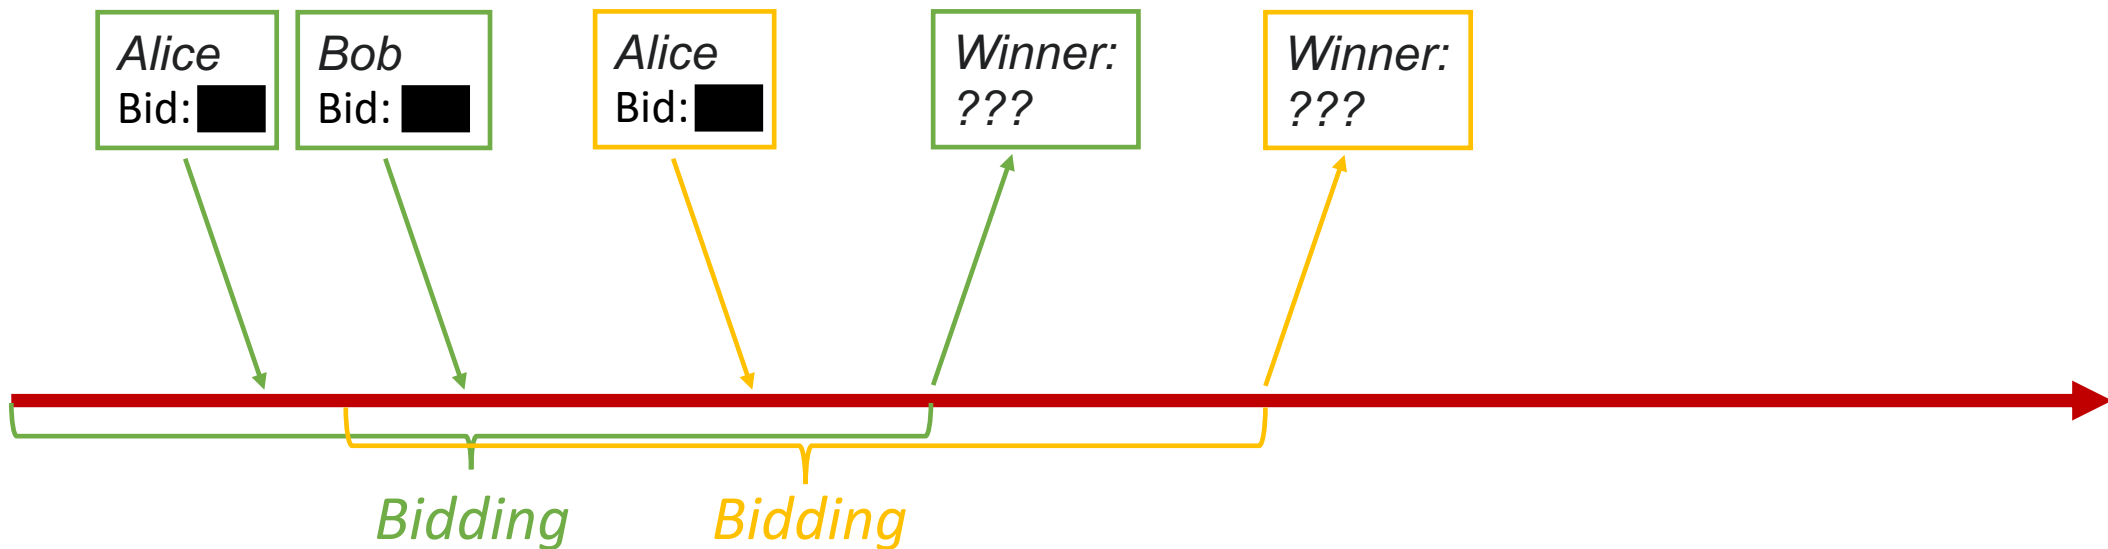 Alice
Bid:
Bob
Bid:
Alice
Bid:
Winner:
???
Winner:
???
Bidding
Bidding